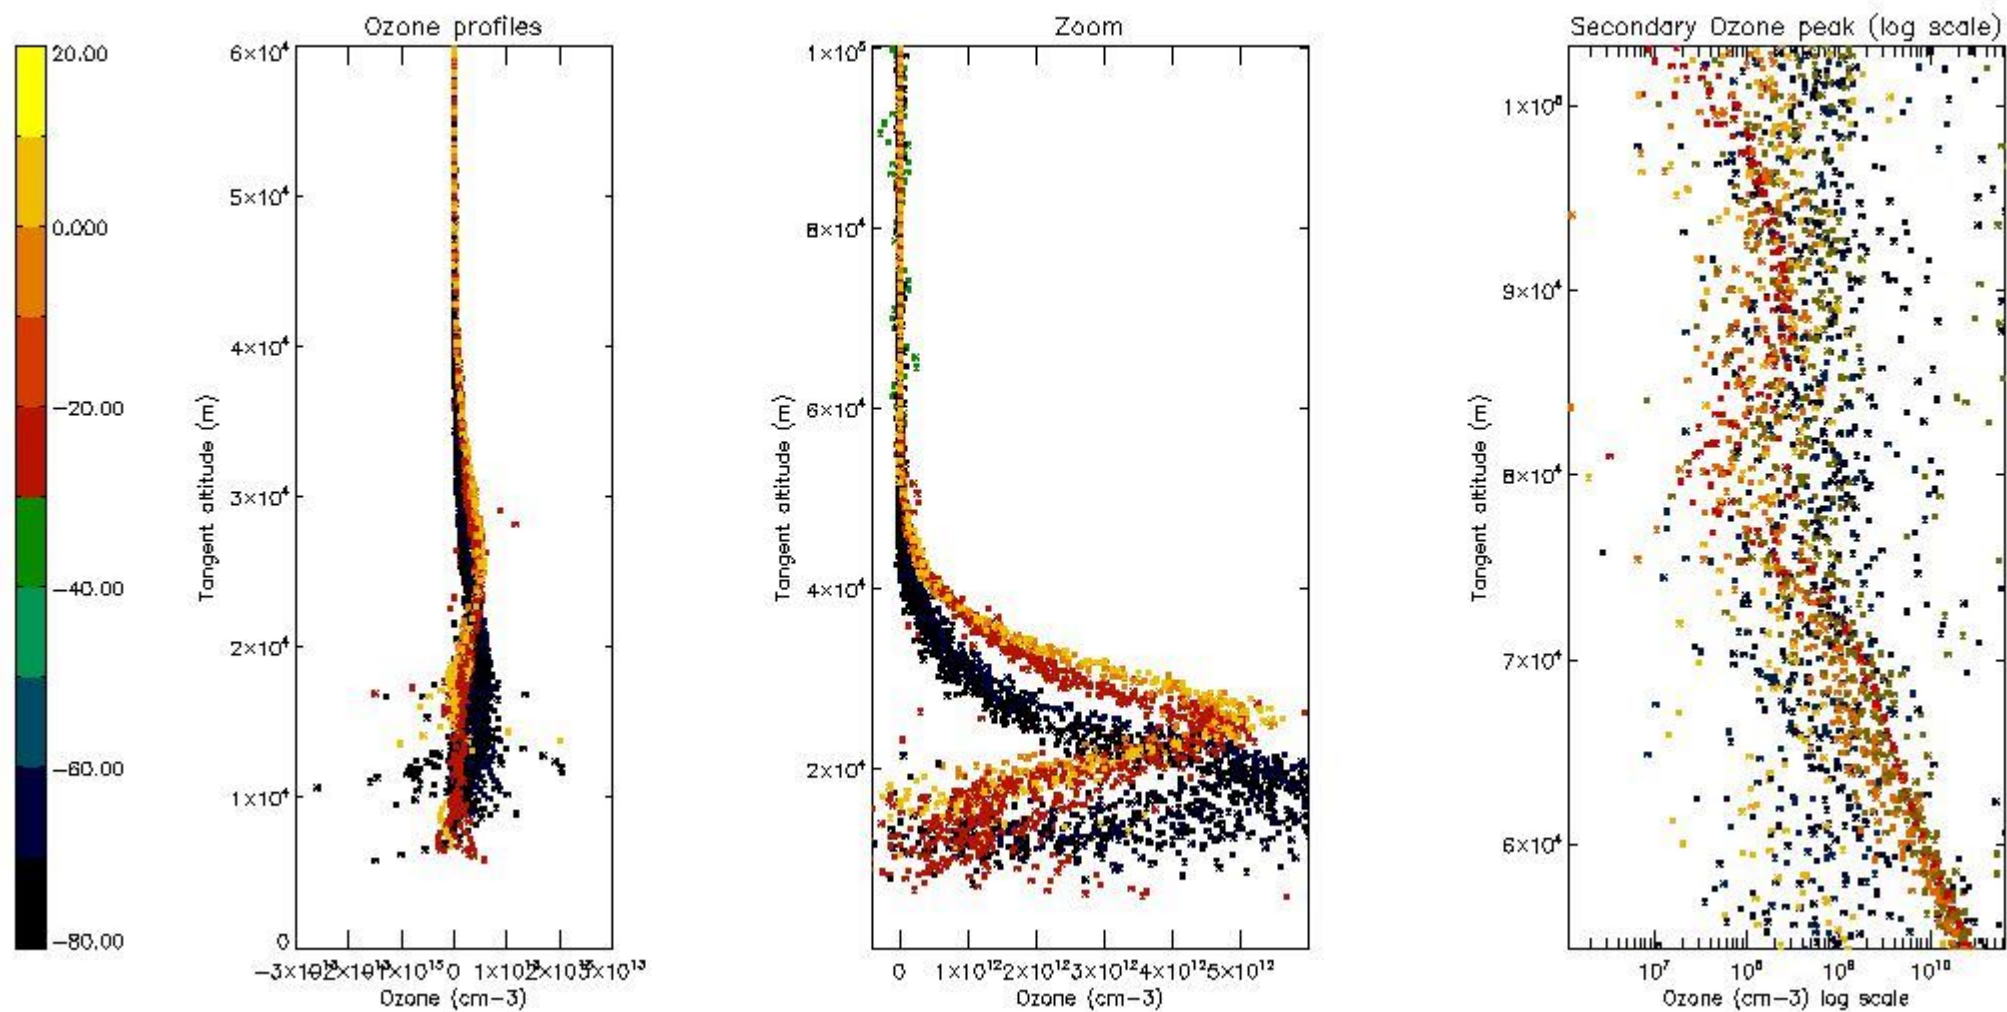 Ozone profiles
Zoom
Secondary Ozone peak (log scale)
20.00
0.000
−20.00
−40.00
−60.00
−80.00
6×10⁴
5×10⁴
4×10⁴
3×10⁴
2×10⁴
1×10⁴
0
Tangent altitude (m)
0
Ozone (cm−3)
1×10⁵
8×10⁴
6×10⁴
4×10⁴
2×10⁴
Tangent altitude (m)
0 1×10¹² 2×10¹² 3×10¹² 4×10¹² 5×10¹²
Ozone (cm−3)
9×10⁴
8×10⁴
7×10⁴
6×10⁴
Tangent altitude (m)
10⁷ 10⁸ 10⁹ 10¹⁰
Ozone (cm−3) log scale